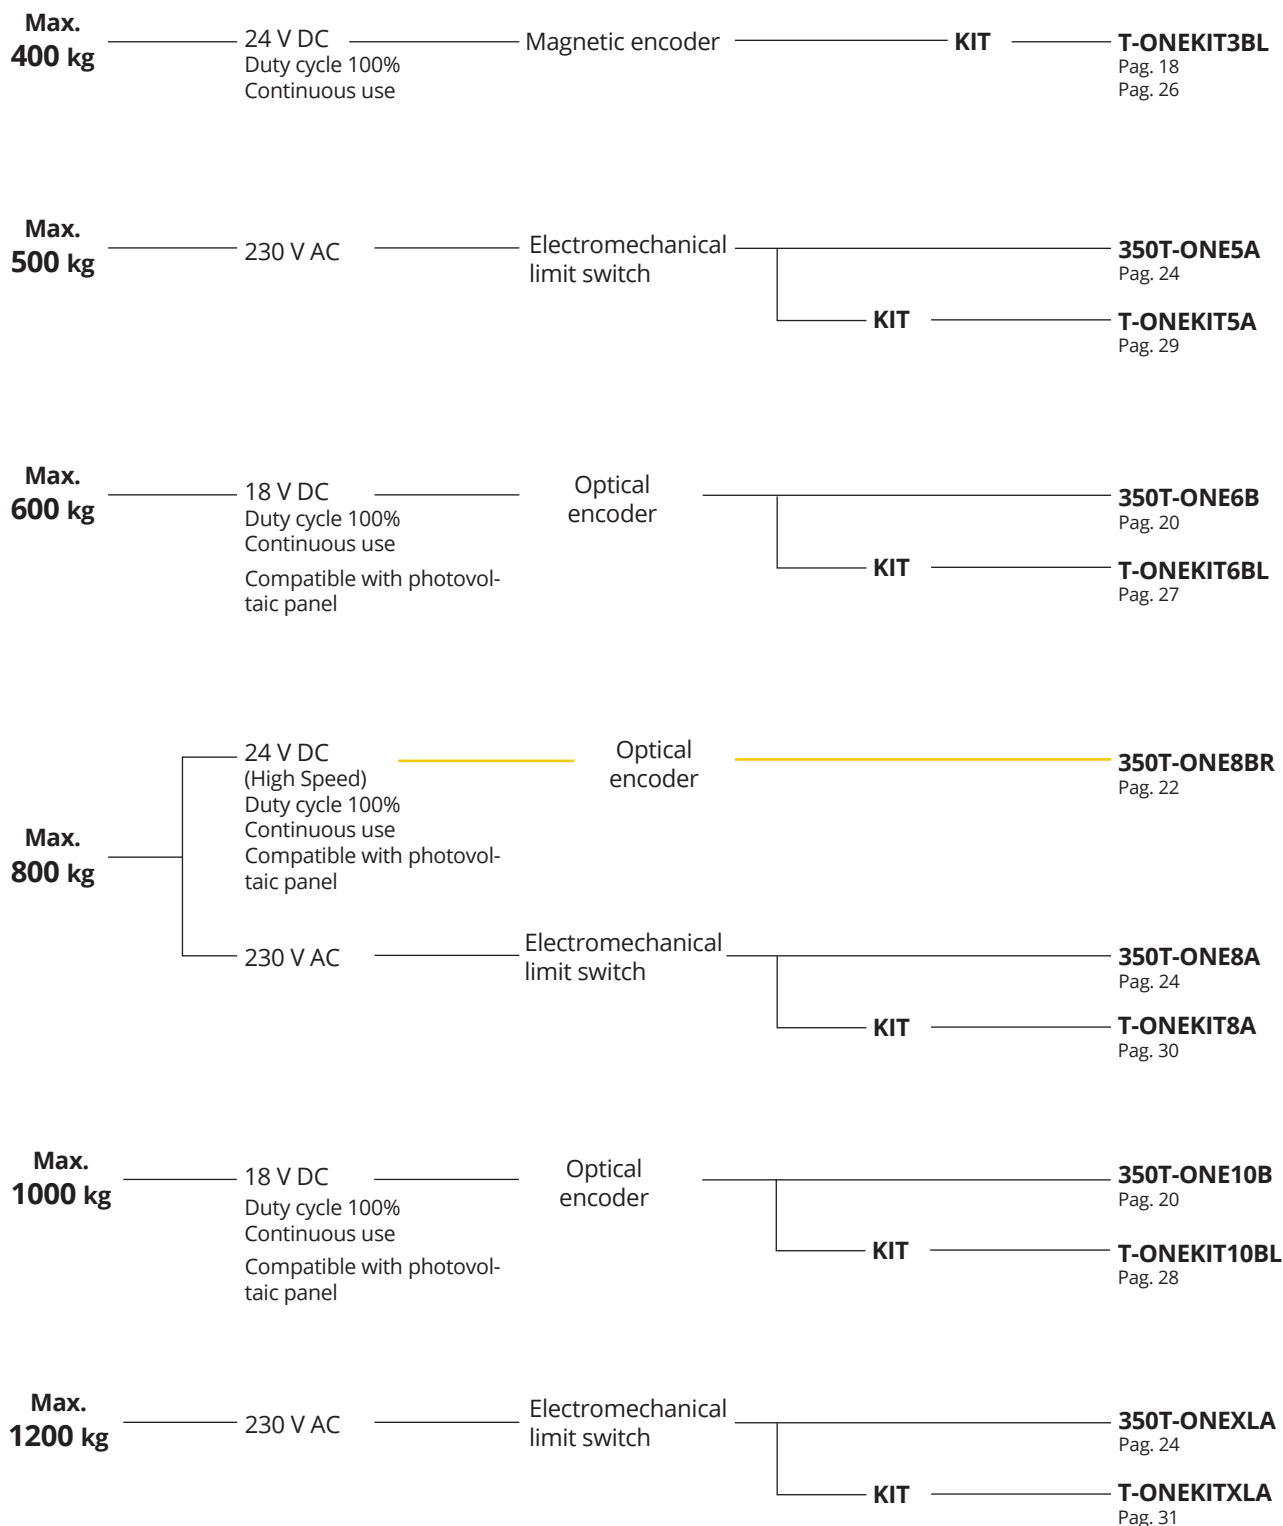 Max.
400 kg
24 V DC
Duty cycle 100%
Continuous use
Magnetic encoder
KIT
T-ONEKIT3BL
Pag. 18
Pag. 26
Max.
500 kg
230 V AC
Electromechanical
limit switch
350T-ONE5A
Pag. 24
KIT
T-ONEKIT5A
Pag. 29
Max.
600 kg
18 V DC
Duty cycle 100%
Continuous use
Compatible with photovol-
taic panel
Optical
encoder
350T-ONE6B
Pag. 20
KIT
T-ONEKIT6BL
Pag. 27
Max.
800 kg
24 V DC
(High Speed)
Duty cycle 100%
Continuous use
Compatible with photovol-
taic panel
Optical
encoder
350T-ONE8BR
Pag. 22
230 V AC
Electromechanical
limit switch
350T-ONE8A
Pag. 24
KIT
T-ONEKIT8A
Pag. 30
Max.
1000 kg
18 V DC
Duty cycle 100%
Continuous use
Compatible with photovol-
taic panel
Optical
encoder
350T-ONE10B
Pag. 20
KIT
T-ONEKIT10BL
Pag. 28
Max.
1200 kg
230 V AC
Electromechanical
limit switch
350T-ONEXLA
Pag. 24
KIT
T-ONEKITXLA
Pag. 31